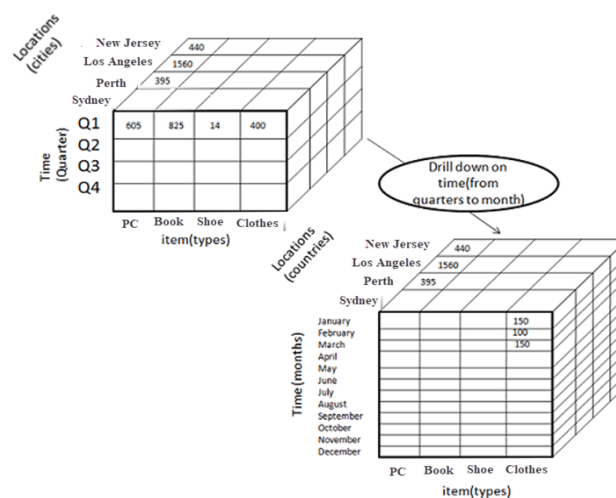 Locations
(cities)
New Jersey
440
Los Angeles
1560
Perth
395
Sydney
Time
(Quarter)
Q1 605 825 14 400
Q2
Q3
Q4
PC Book Shoe Clothes
item(types)
Drill down on
time(from
quarters to month)
Locations
(countries)
New Jersey
440
Los Angeles
1560
Perth
395
Sydney
Time(months)
January 150
February 100
March 150
April
May
June
July
August
September
October
November
December
PC Book Shoe Clothes
item(types)